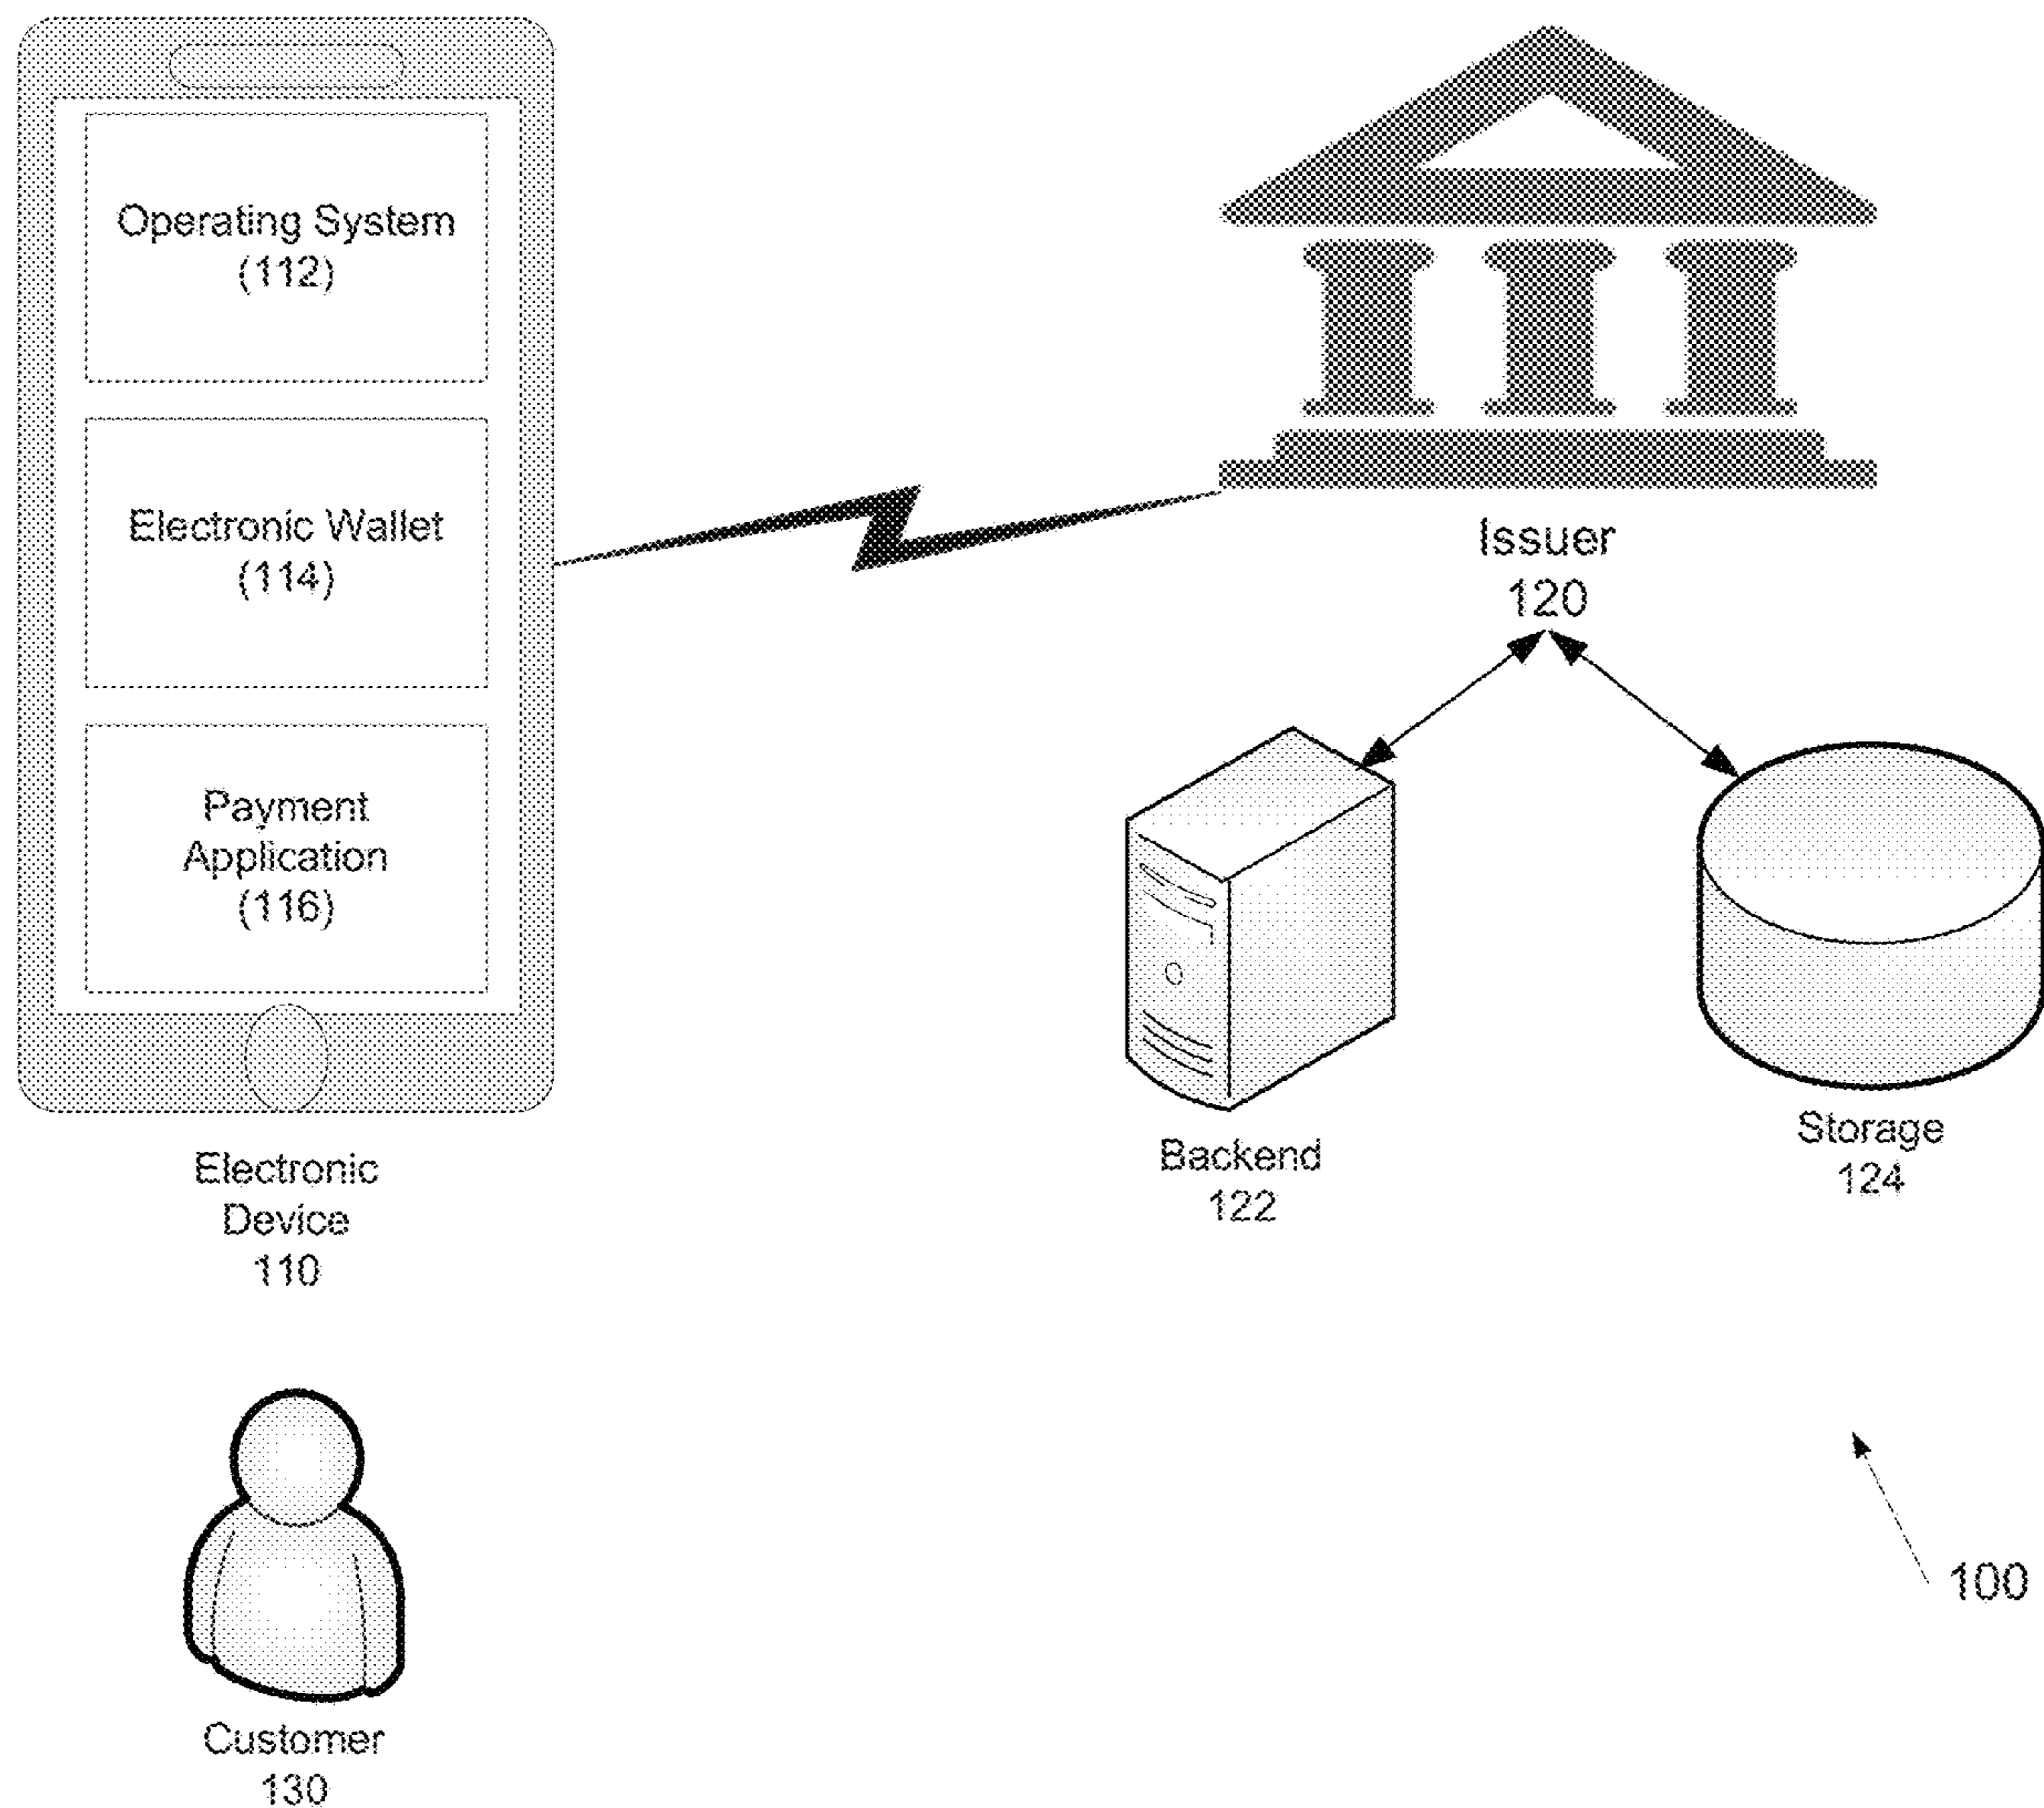 Operating System
(112)
Electronic Wallet
(114)
Payment
Application
(116)
Electronic
Device
110
Issuer
120
Backend
122
Storage
124
Customer
130
100